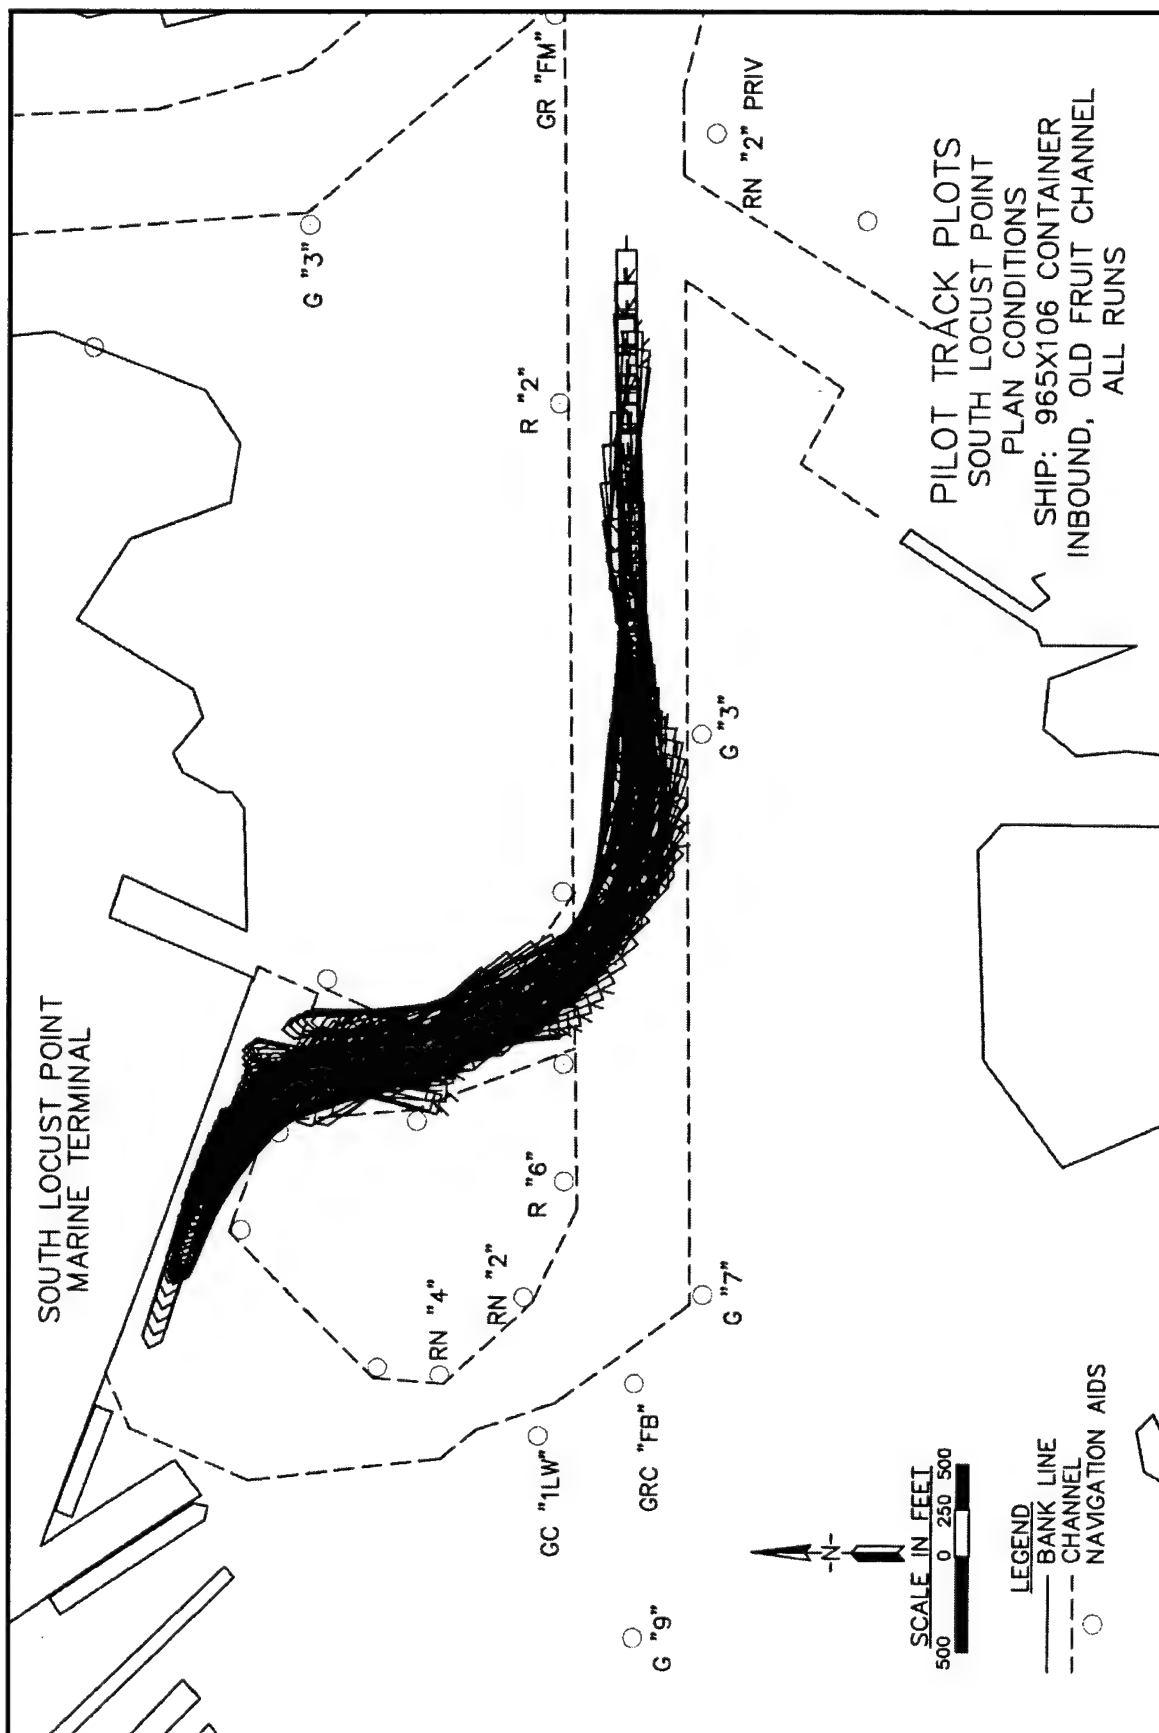 SOUTH LOCUST POINT
MARINE TERMINAL
G "3"
GR "FM"
R "2"
RN "2" PRIV
G "3"
R "6"
RN "2"
RN "4"
G "7"
GC "1LW"
GRC "FB"
G "9"
-N-
SCALE IN FEET
500 0 250 500
LEGEND
BANK LINE
CHANNEL
NAVIGATION AIDS
PILOT TRACK PLOTS
SOUTH LOCUST POINT
PLAN CONDITIONS
SHIP: 965X106 CONTAINER
INBOUND, OLD FRUIT CHANNEL
ALL RUNS